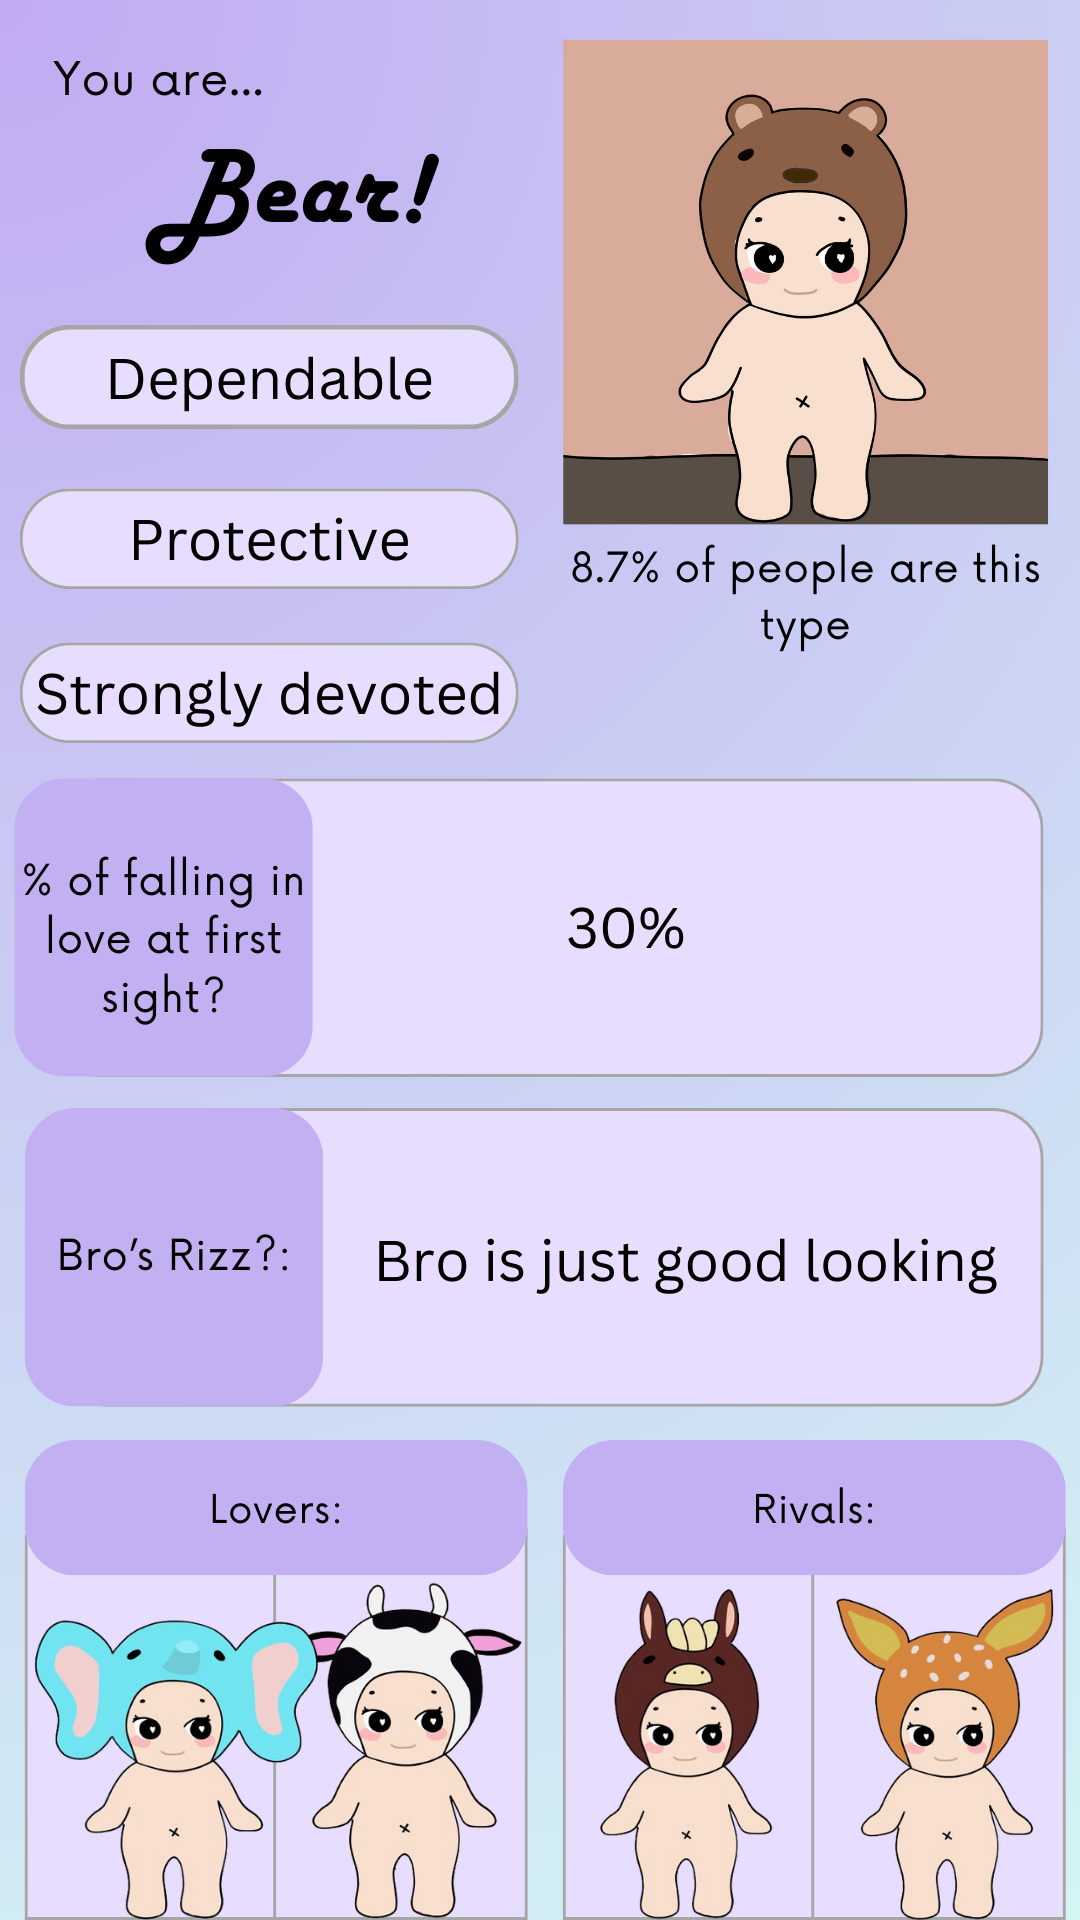 You are...
Bear!
Dependable
Protective
Strongly devoted
8.7% of people are this
type
% of falling in
love at first
sight?
30%
Bro's Rizz?:
Bro is just good looking
Lovers:
Rivals: